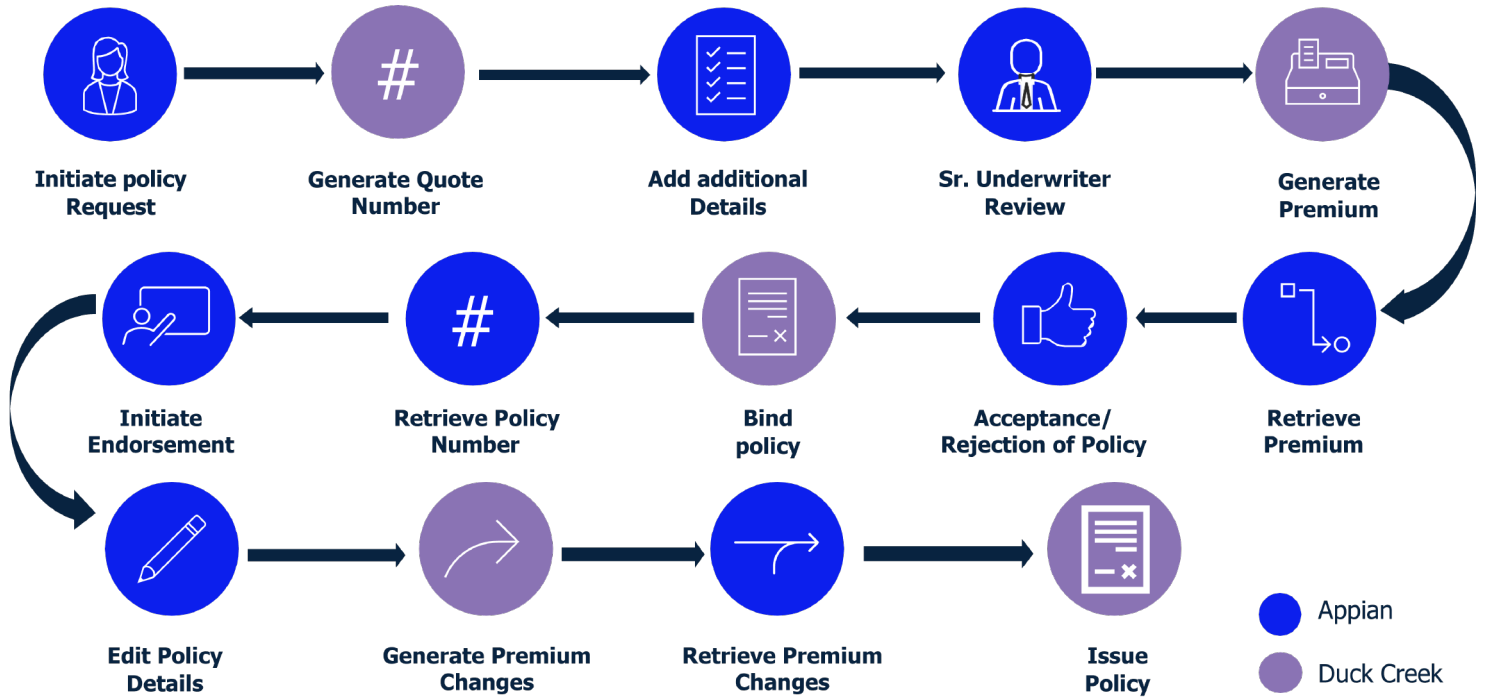 #
Initiate policy
Request
Generate Quote
Number
Add additional
Details
Sr. Underwriter
Review
Generate
Premium
#
Initiate
Endorsement
Retrieve Policy
Number
Bind
policy
Acceptance/
Rejection of Policy
Retrieve
Premium
Edit Policy
Details
Generate Premium
Changes
Retrieve Premium
Changes
Issue
Policy
Appian
Duck Creek